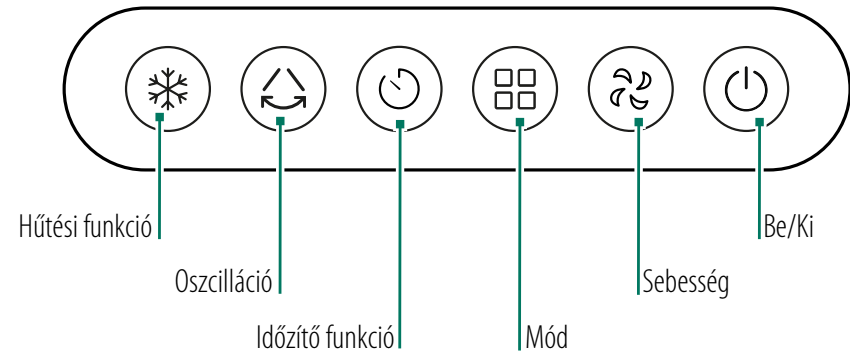 Hűtési funkció
Be/Ki
Oszcilláció
Sebesség
Időzítő funkció
Mód